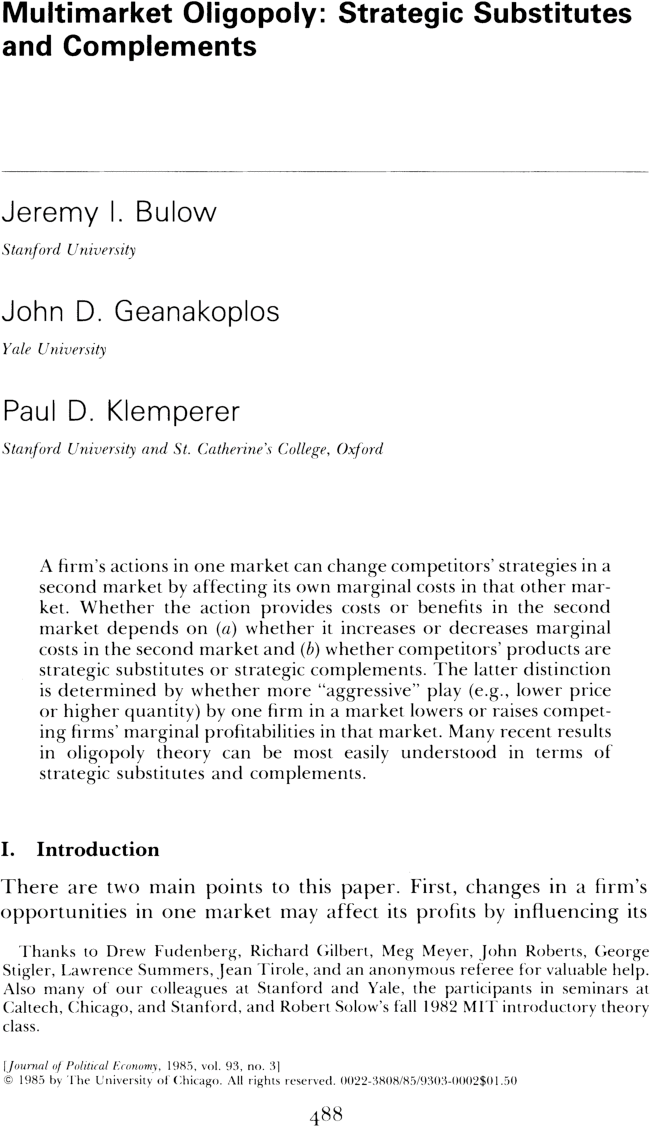 Multimarket Oligopoly: Strategic Substitutes
and Complements
Jeremy I. Bulow
Stanford University
John D. Geanakoplos
Yale University
Paul D. Klemperer
Stanford University and St. Catherine's College, Oxford
A firm's actions in one market can change competitors' strategies in a
second market by affecting its own marginal costs in that other mar-
ket. Whether the action provides costs or benefits in the second
market depends on (a) whether it increases or decreases marginal
costs in the second market and (b) whether competitors' products are
strategic substitutes or strategic complements. The latter distinction
is determined by whether more “aggressive” play (e.g., lower price
or higher quantity) by one firm in a market lowers or raises compet-
ing firms' marginal profitabilities in that market. Many recent results
in oligopoly theory can be most easily understood in terms of
strategic substitutes and complements.
I. Introduction
There are two main points to this paper. First, changes in a firm's
opportunities in one market may affect its profits by influencing its
Thanks to Drew Fudenberg, Richard Gilbert, Meg Meyer, John Roberts, George
Stigler, Lawrence Summers, Jean Tirole, and an anonymous referee for valuable help.
Also many of our colleagues at Stanford and Yale, the participants in seminars at
Caltech, Chicago, and Stanford, and Robert Solow's fall 1982 MIT introductory theory
class.
[Journal of Political Economy, 1985, vol. 93, no. 3]
© 1985 by The University of Chicago. All rights reserved. 0022-3808/85/9303-0002$01.50
488